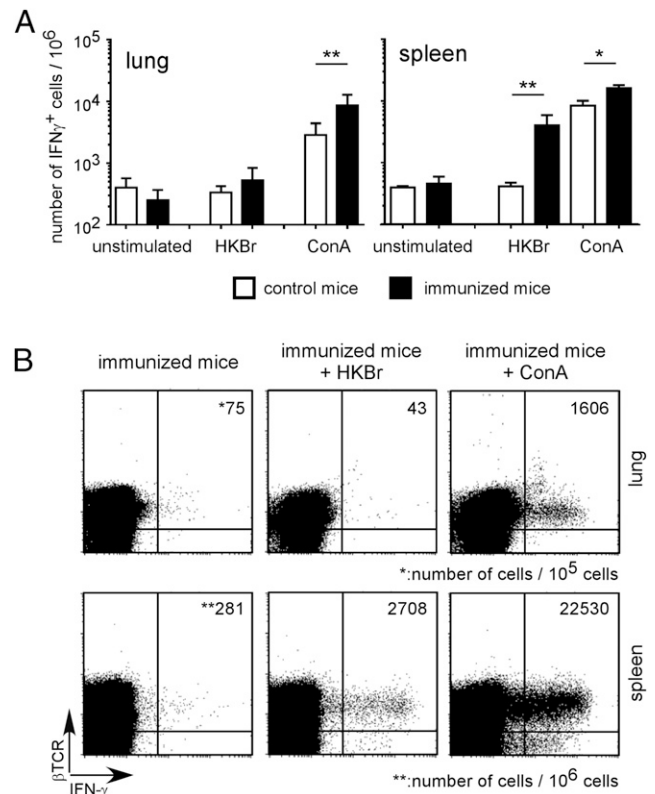 A
number of IFNγ⁺ cells / 10⁶
10⁵
10⁴
10³
10²
lung
**
unstimulated HKBr ConA
spleen
** *
unstimulated HKBr ConA
control mice immunized mice
B
immunized mice
immunized mice
+ HKBr
immunized mice
+ ConA
*75 43 1606
lung
*:number of cells / 10⁵ cells
**281 2708 22530
spleen
βTCR
IFN-γ
**:number of cells / 10⁶ cells